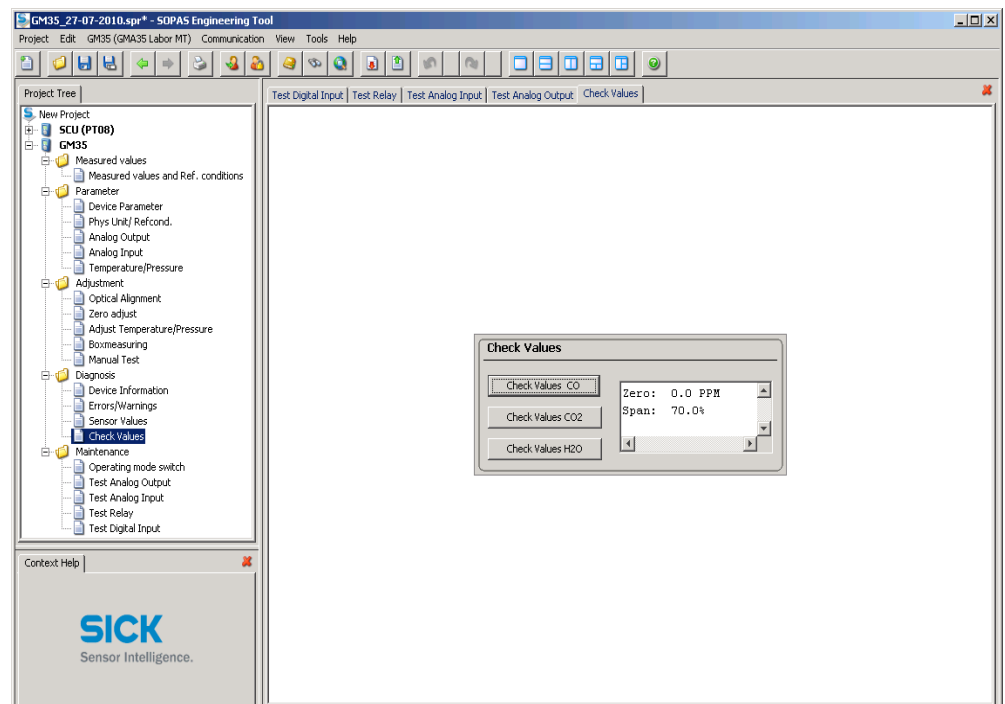 GM35_27-07-2010.spr* - SOPAS Engineering Tool
Project Edit GM35 (GMA35 Labor MT) Communication View Tools Help
Project Tree
New Project
SCU (PT08)
GM35
Measured values
Measured values and Ref. conditions
Parameter
Device Parameter
Phys Unit/ Refcond.
Analog Output
Analog Input
Temperature/Pressure
Adjustment
Optical Alignment
Zero adjust
Adjust Temperature/Pressure
Boxmeasuring
Manual Test
Diagnosis
Device Information
Errors/Warnings
Sensor Values
Check Values
Maintenance
Operating mode switch
Test Analog Output
Test Analog Input
Test Relay
Test Digital Input
Context Help
SICK
Sensor Intelligence.
Test Digital Input Test Relay Test Analog Input Test Analog Output Check Values
Check Values
Check Values CO
Check Values CO2
Check Values H2O
Zero: 0.0 PPM
Span: 70.0%